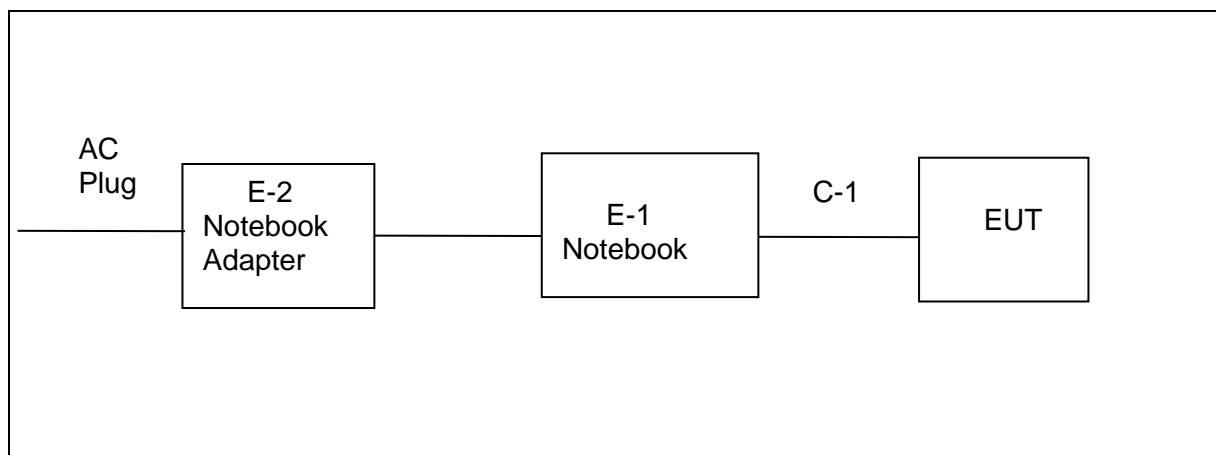 AC
Plug
E-2
Notebook
Adapter
E-1
Notebook
C-1
EUT